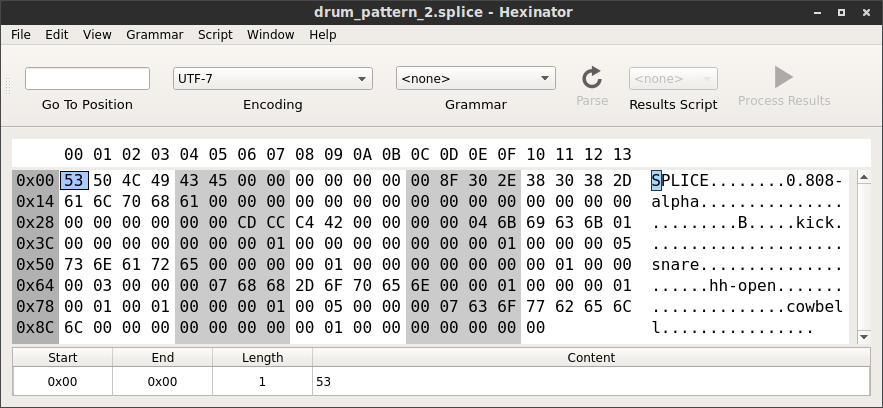 drum_pattern_2.splice - Hexinator
File Edit View Grammar Script Window Help
UTF-7 <none> <none>
Go To Position Encoding Grammar Parse Results Script Process Results
00 01 02 03 04 05 06 07 08 09 0A 0B 0C 0D 0E 0F 10 11 12 13
0x00 53 50 4C 49 43 45 00 00 00 00 00 00 00 8F 30 2E 38 30 38 2D SPLICE........0.808-
0x14 61 6C 70 68 61 00 00 00 00 00 00 00 00 00 00 00 00 00 00 00 alpha...............
0x28 00 00 00 00 00 00 CD CC C4 42 00 00 00 00 04 6B 69 63 6B 01 .........B.....kick.
0x3C 00 00 00 00 00 00 00 01 00 00 00 00 00 00 00 01 00 00 00 05 ....................
0x50 73 6E 61 72 65 00 00 00 00 01 00 00 00 00 00 00 00 01 00 00 snare...............
0x64 00 03 00 00 00 07 68 68 2D 6F 70 65 6E 00 00 01 00 00 00 01 ......hh-open.......
0x78 00 01 00 01 00 00 00 01 00 05 00 00 00 07 63 6F 77 62 65 6C ..............cowbel
0x8C 6C 00 00 00 00 00 00 00 00 01 00 00 00 00 00 00 00 l................
Start End Length Content
0x00 0x00 1 53